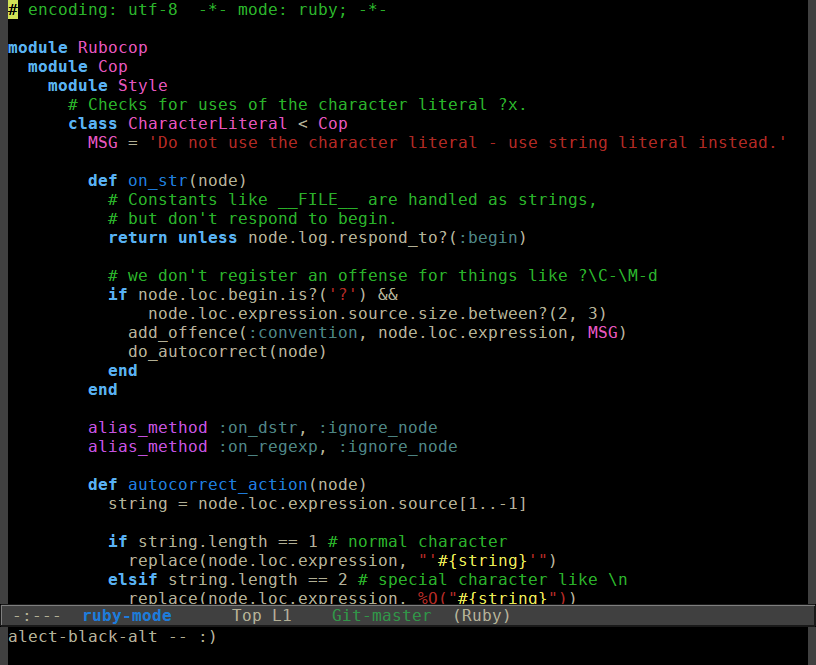 # encoding: utf-8  -*- mode: ruby; -*-
module Rubocop
  module Cop
    module Style
      # Checks for uses of the character literal ?x.
      class CharacterLiteral < Cop
        MSG = 'Do not use the character literal - use string literal instead.'
        def on_str(node)
          # Constants like __FILE__ are handled as strings,
          # but don't respond to begin.
          return unless node.log.respond_to?(:begin)
          # we don't register an offense for things like ?\C-\M-d
          if node.loc.begin.is?('?') &&
              node.loc.expression.source.size.between?(2, 3)
            add_offence(:convention, node.loc.expression, MSG)
            do_autocorrect(node)
          end
        end
        alias_method :on_dstr, :ignore_node
        alias_method :on_regexp, :ignore_node
        def autocorrect_action(node)
          string = node.loc.expression.source[1..-1]
          if string.length == 1 # normal character
            replace(node.loc.expression, "'#{string}'")
          elsif string.length == 2 # special character like \n
            replace(node.loc.expression, %Q("#{string}"))
-:---  ruby-mode      Top L1    Git-master  (Ruby)
alect-black-alt -- :)